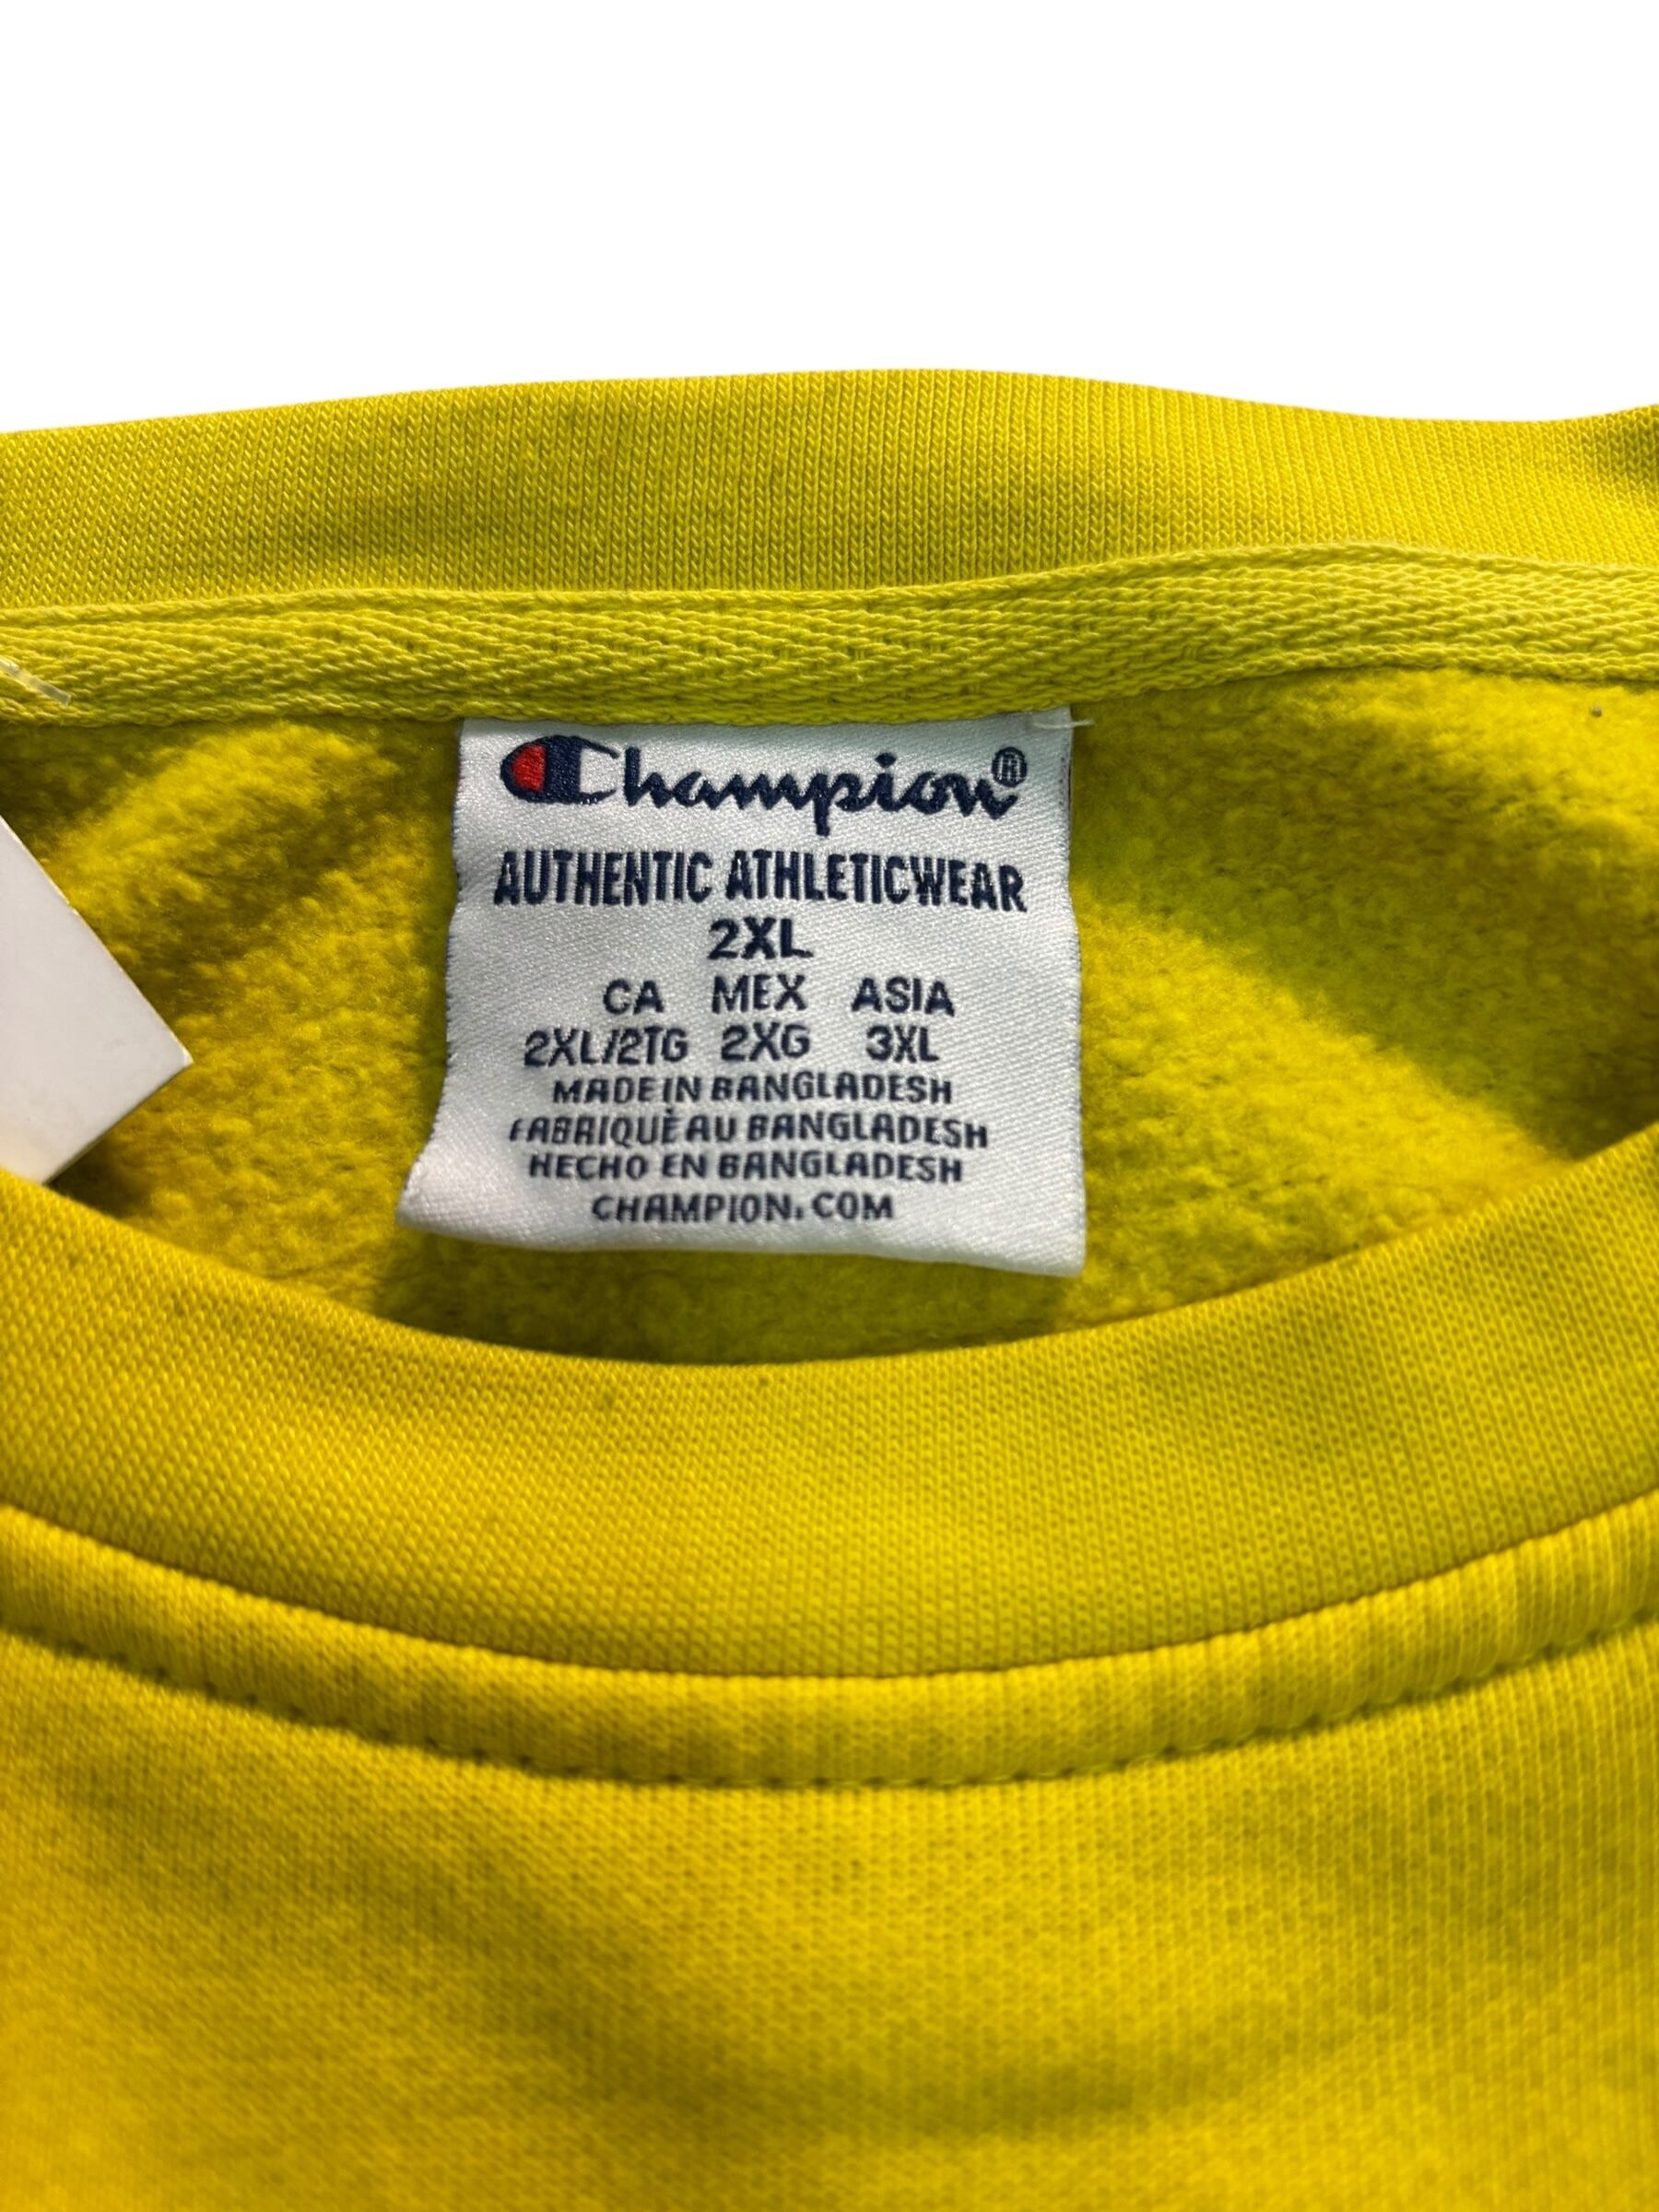 Champion®
AUTHENTIC ATHLETICWEAR
2XL
CA MEX ASIA
2XL/2TG 2XG 3XL
MADE IN BANGLADESH
FABRIQUÈ AU BANGLADESH
HECHO EN BANGLADESH
CHAMPION.COM